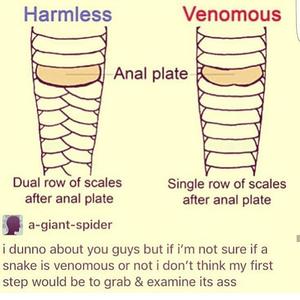 Harmless Venomous
Anal plate
Dual row of scales Single row of scales
after anal plate after anal plate
a-giant-spider
i dunno about you guys but if i'm not sure if a
snake is venomous or not i don't think my first
step would be to grab & examine its ass